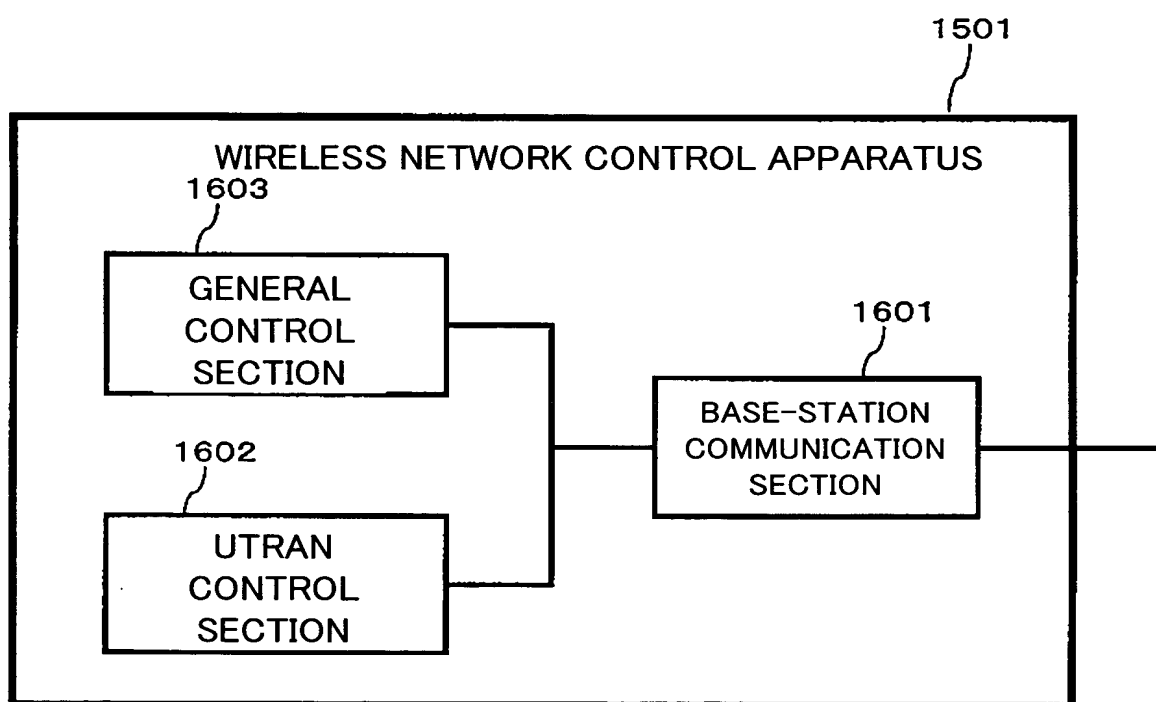 1501
WIRELESS NETWORK CONTROL APPARATUS
1603
GENERAL
CONTROL
SECTION
1601
BASE-STATION
COMMUNICATION
SECTION
1602
UTRAN
CONTROL
SECTION